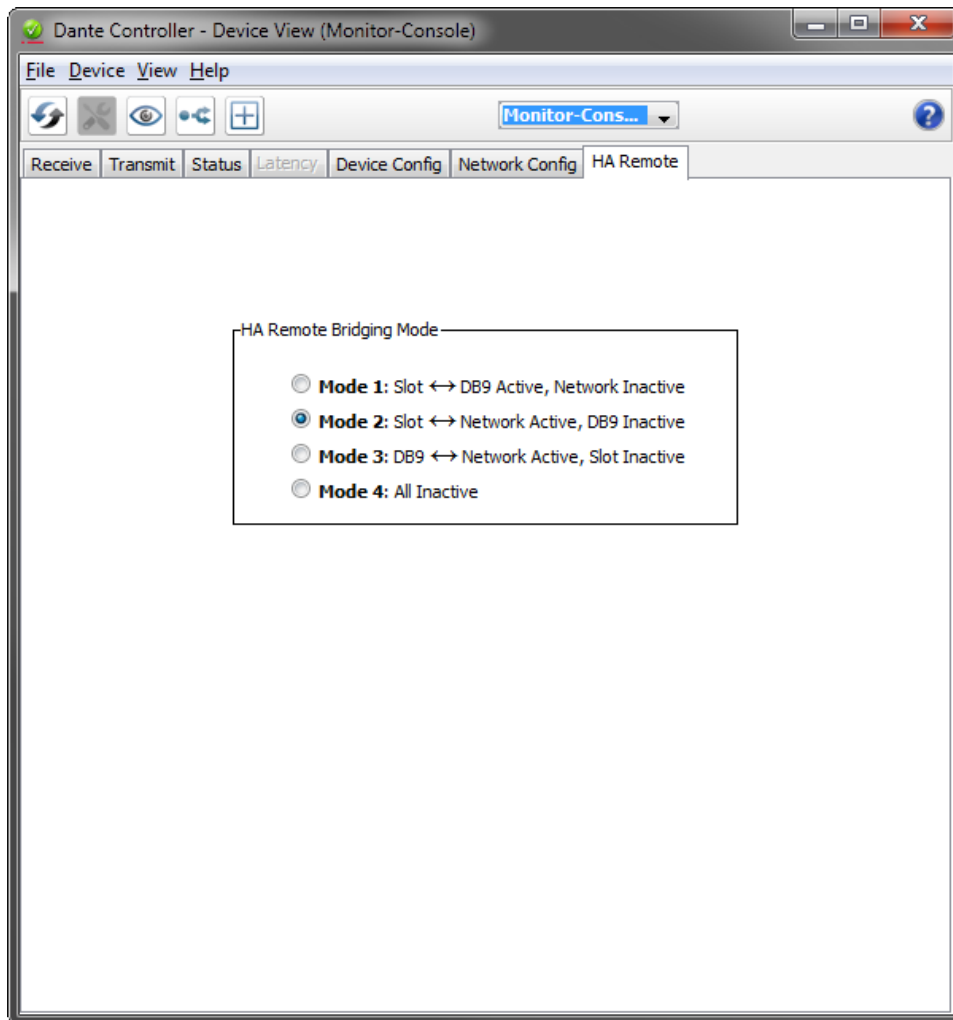 Dante Controller - Device View (Monitor-Console)
File Device View Help
Monitor-Cons...
Receive Transmit Status Latency Device Config Network Config HA Remote
HA Remote Bridging Mode
Mode 1: Slot ↔ DB9 Active, Network Inactive
Mode 2: Slot ↔ Network Active, DB9 Inactive
Mode 3: DB9 ↔ Network Active, Slot Inactive
Mode 4: All Inactive